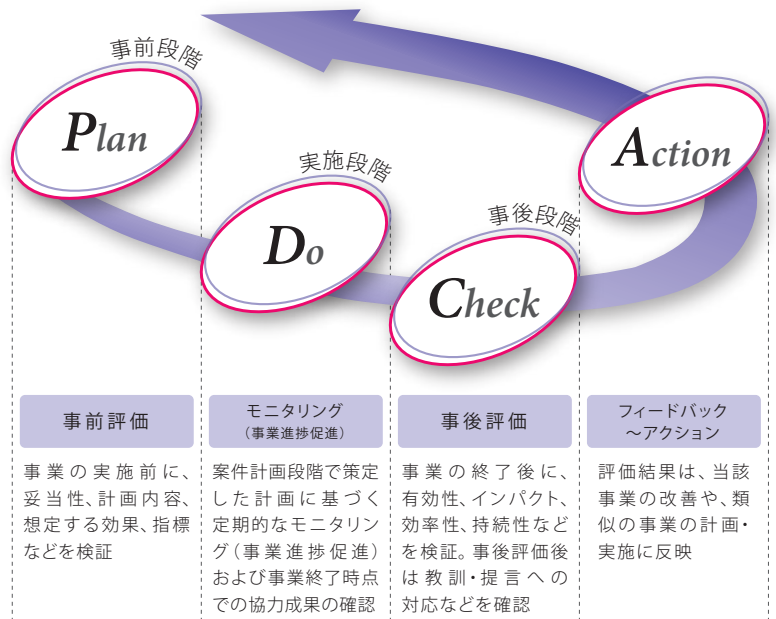 事前段階
Plan
実施段階
Do
事後段階
Check
Action
事前評価
事業の実施前に、
妥当性、計画内容、
想定する効果、指標
などを検証
モニタリング
（事業進捗促進）
案件計画段階で策定
した計画に基づく
定期的なモニタリン
グ（事業進捗促進）
および事業終了時点
での協力成果の確認
事後評価
事業の終了後に、
有効性、インパクト、
効率性、持続性など
を検証。事後評価後
は教訓・提言への
対応などを確認
フィードバック
～アクション
評価結果は、当該
事業の改善や、類
似の事業の計画・
実施に反映